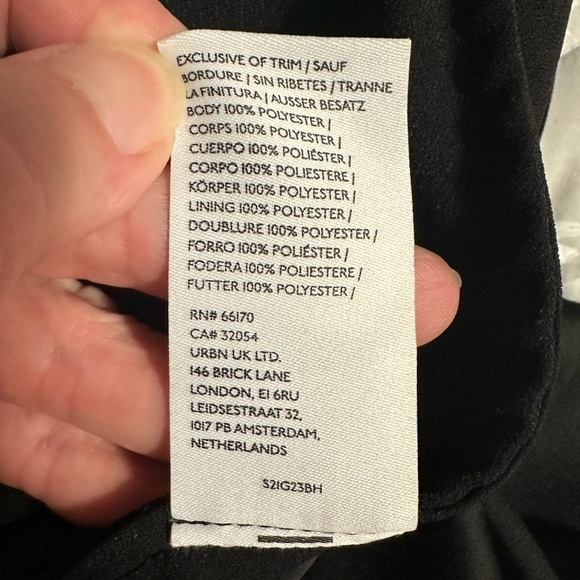 EXCLUSIVE OF TRIM / SAUF
BORDURE | SIN RIBETES / TRANNE
LA FINITURA | AUSSER BESATZ
BODY 100% POLYESTER /
CORPS 100% POLYESTER |
CUERPO 100% POLIÉSTER /
CORPO 100% POLIESTERE |
KÖRPER 100% POLYESTER /
LINING 100% POLYESTER /
DOUBLURE 100% POLYESTER /
FORRO 100% POLIÉSTER /
FODERA 100% POLIESTERE /
FUTTER 100% POLYESTER /
RN# 66170
CA# 32054
URBN UK LTD.
146 BRICK LANE
LONDON, E1 6RU
LEIDSESTRAAT 32,
1017 PB AMSTERDAM,
NETHERLANDS
S21G23BH